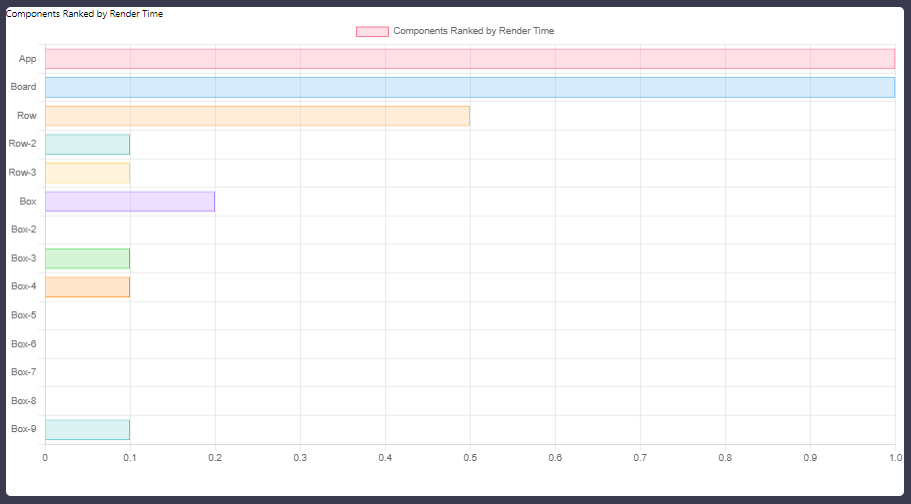 Components Ranked by Render Time
Components Ranked by Render Time
App
Board
Row
Row-2
Row-3
Box
Box-2
Box-3
Box-4
Box-5
Box-6
Box-7
Box-8
Box-9
0 0.1 0.2 0.3 0.4 0.5 0.6 0.7 0.8 0.9 1.0